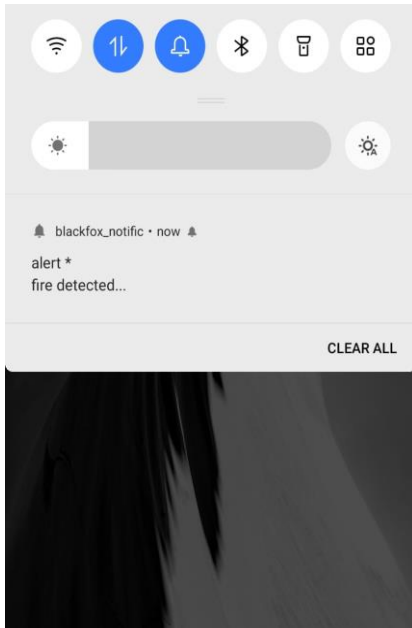 blackfox_notific • now
alert *
fire detected...
CLEAR ALL